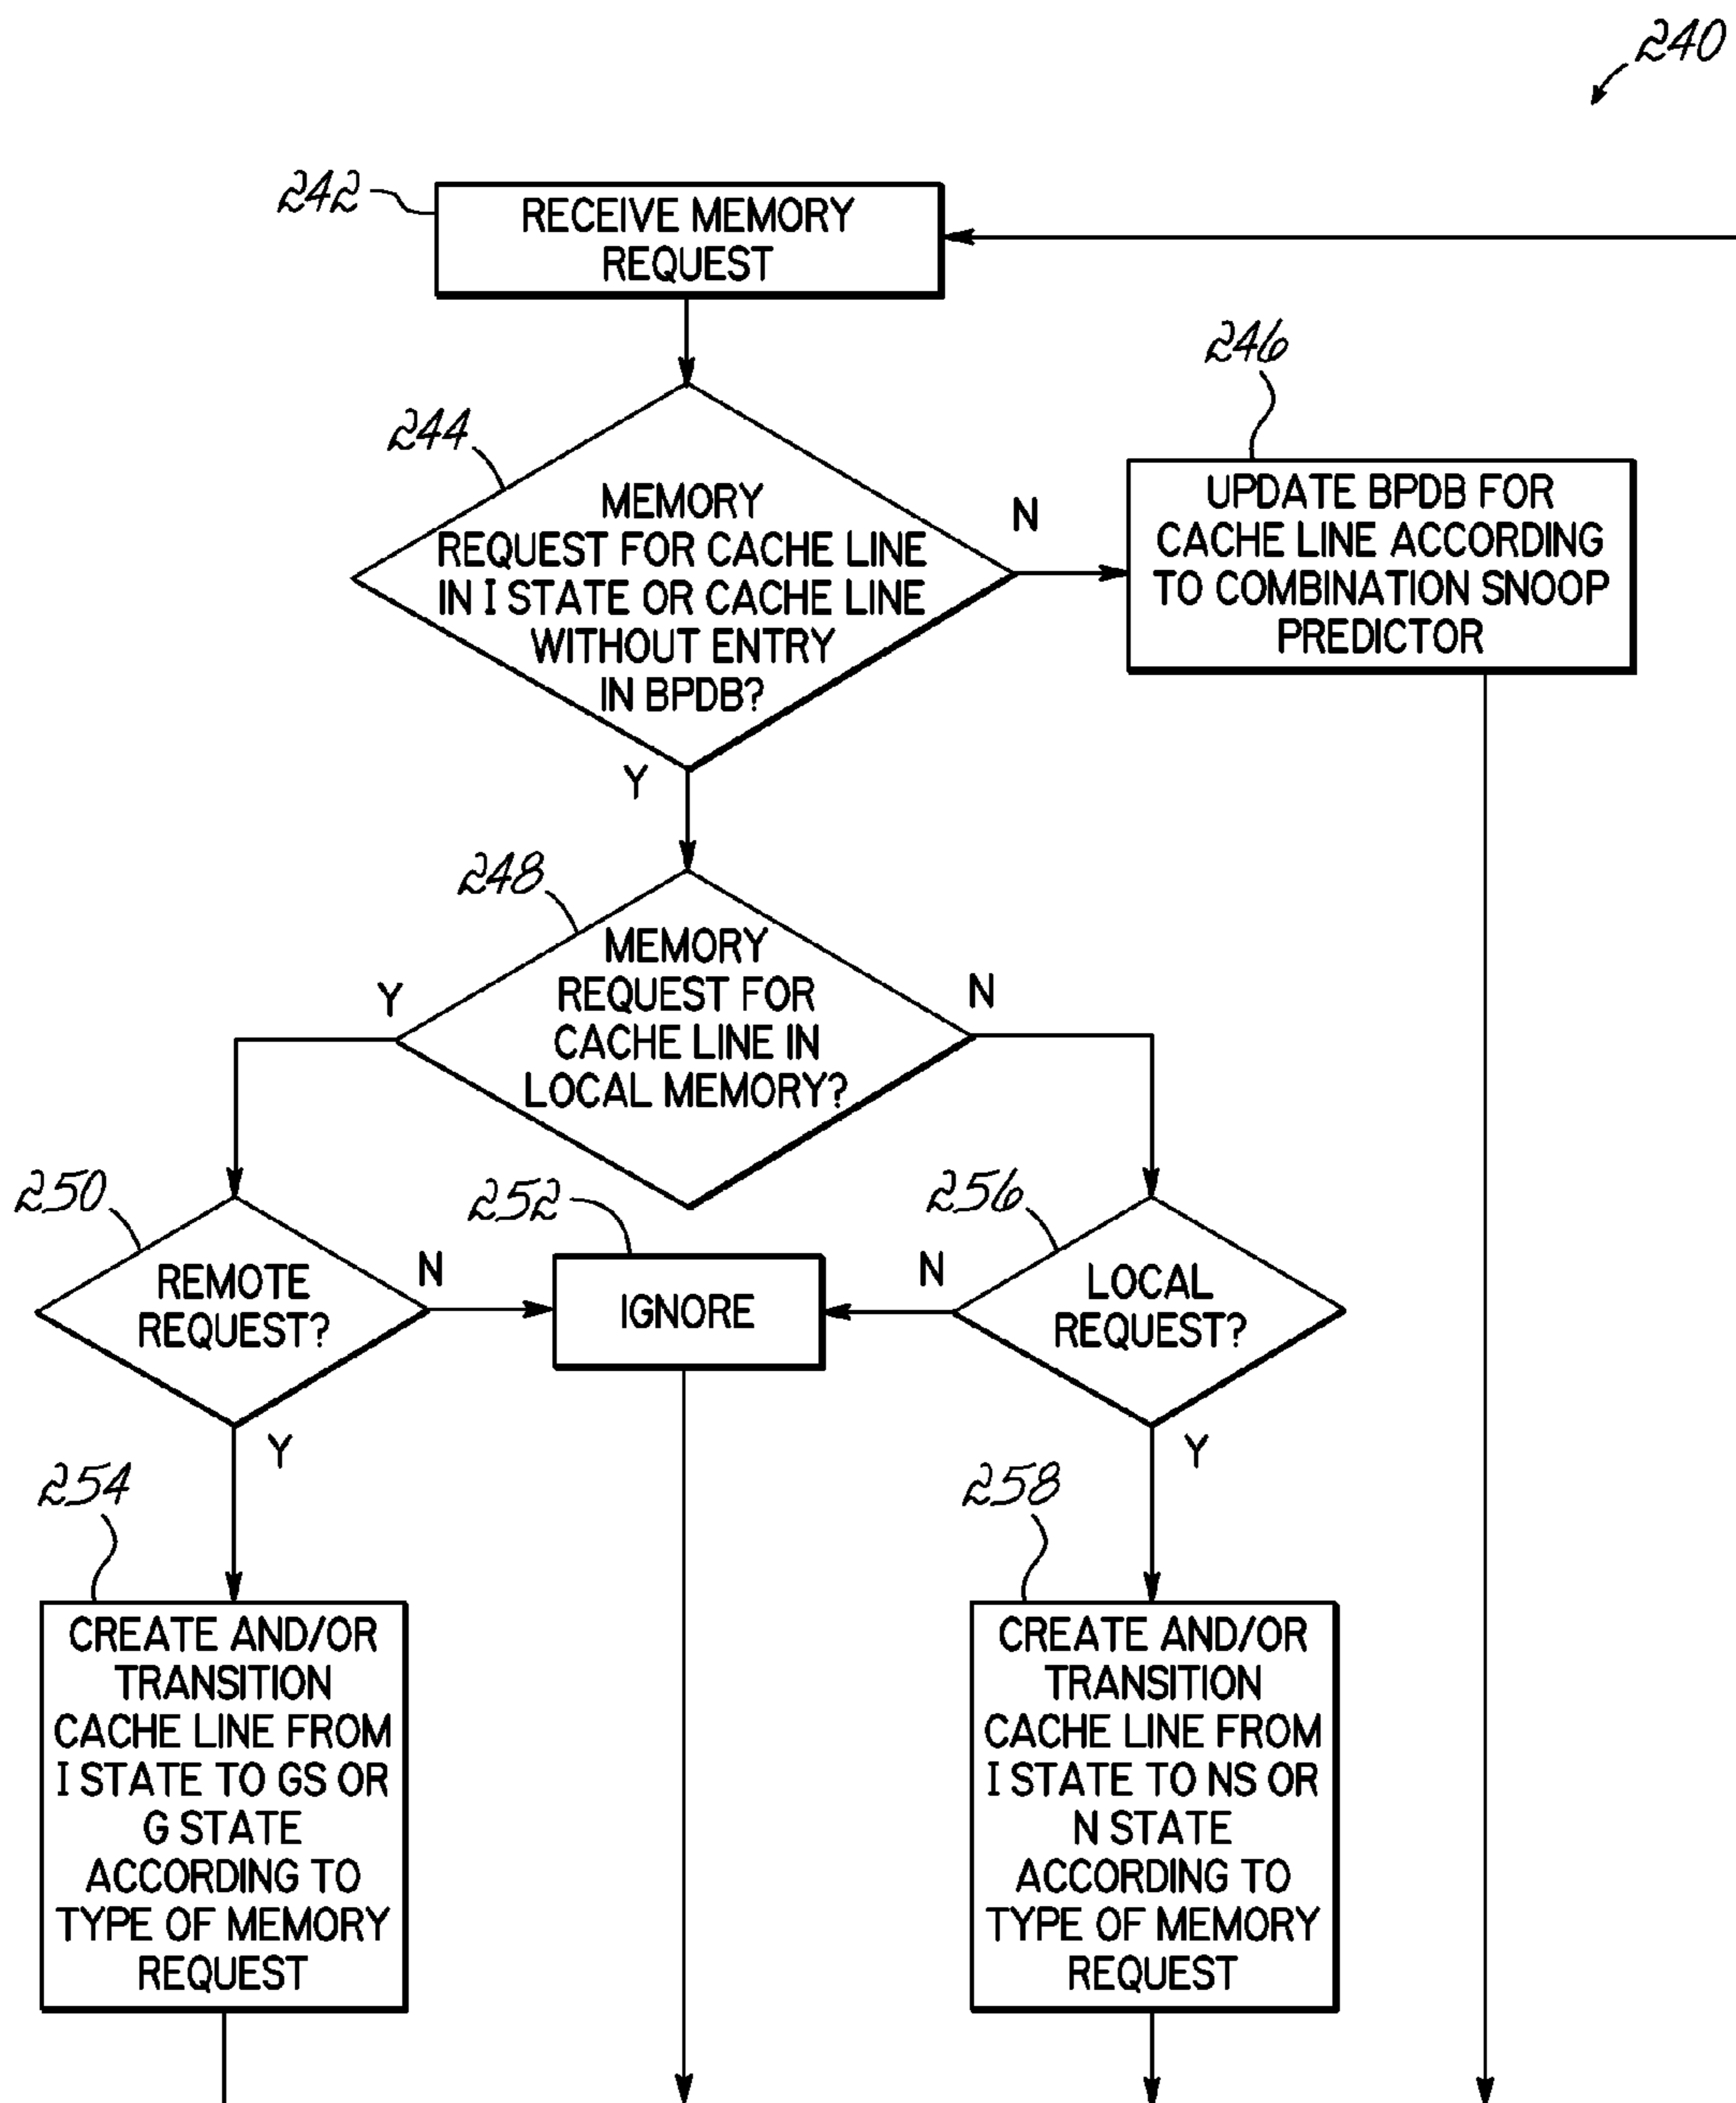 240
242
RECEIVE MEMORY
REQUEST
246
244
MEMORY
REQUEST FOR CACHE LINE
IN I STATE OR CACHE LINE
WITHOUT ENTRY
IN BPDB?
N
UPDATE BPDB FOR
CACHE LINE ACCORDING
TO COMBINATION SNOOP
PREDICTOR
Y
248
MEMORY
REQUEST FOR
CACHE LINE IN
LOCAL MEMORY?
Y
N
250
252
256
REMOTE
REQUEST?
N
IGNORE
N
LOCAL
REQUEST?
Y
Y
254
258
CREATE AND/OR
TRANSITION
CACHE LINE FROM
I STATE TO GS OR
G STATE
ACCORDING TO
TYPE OF MEMORY
REQUEST
CREATE AND/OR
TRANSITION
CACHE LINE FROM
I STATE TO NS OR
N STATE
ACCORDING TO
TYPE OF MEMORY
REQUEST